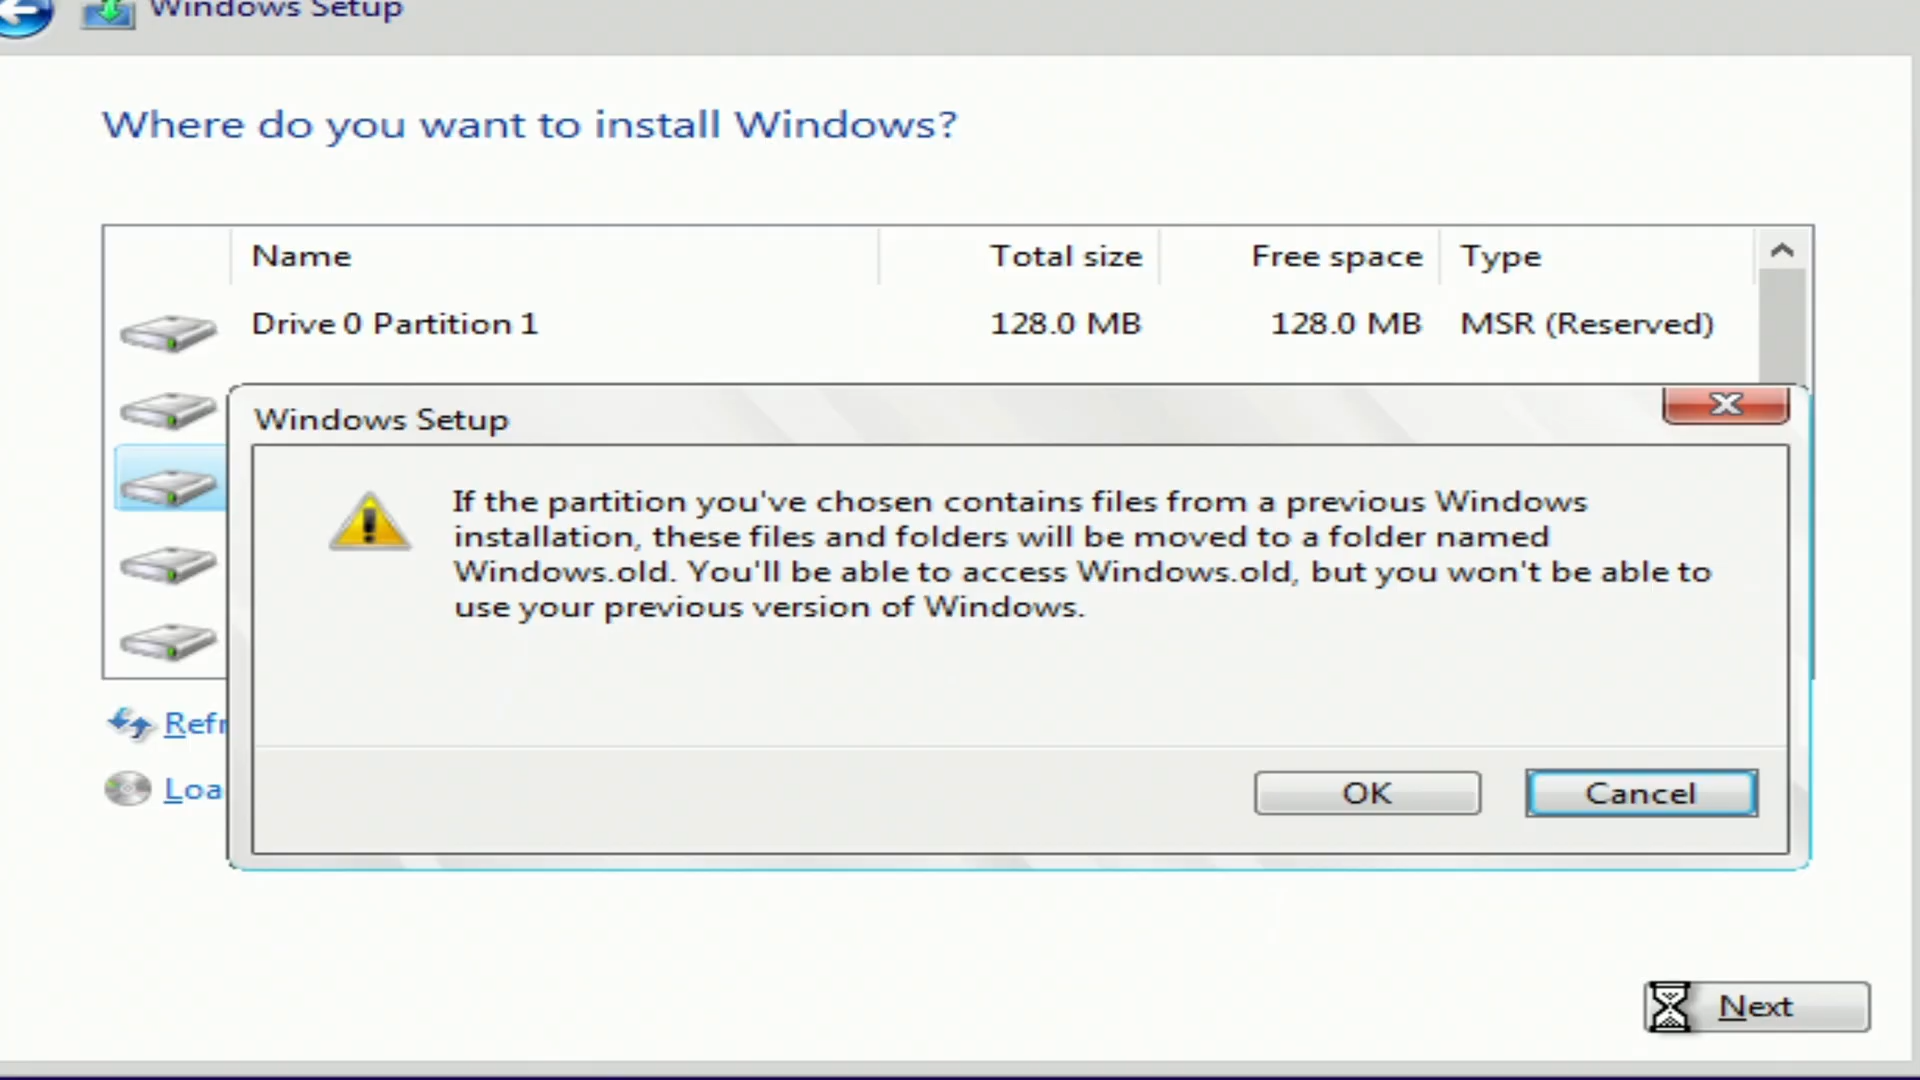 Windows Setup
Where do you want to install Windows?
Name Total size Free space Type
Drive 0 Partition 1 128.0 MB 128.0 MB MSR (Reserved)
Windows Setup
If the partition you've chosen contains files from a previous Windows
installation, these files and folders will be moved to a folder named
Windows.old. You'll be able to access Windows.old, but you won't be able to
use your previous version of Windows.
Refr
Loa
OK Cancel
Next